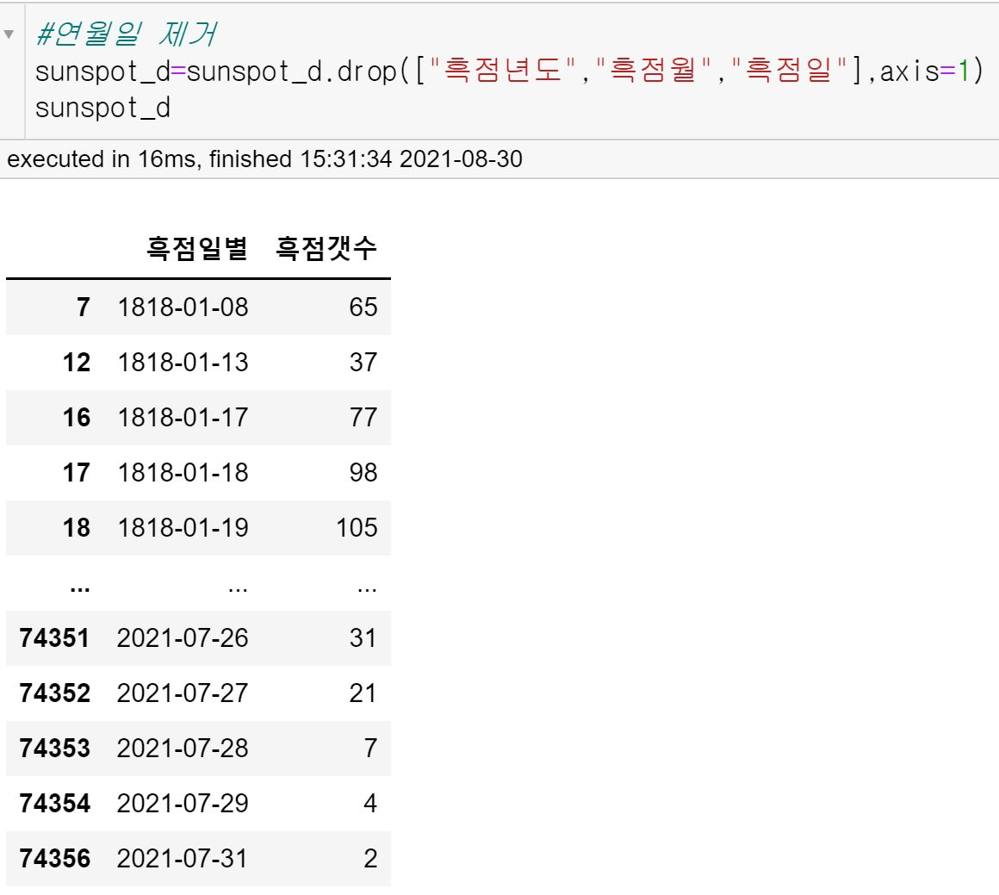 #연월일 제거
sunspot_d=sunspot_d.drop(["흑점년도","흑점월","흑점일"],axis=1)
sunspot_d
executed in 16ms, finished 15:31:34 2021-08-30
흑점일별 흑점갯수
7 1818-01-08 65
12 1818-01-13 37
16 1818-01-17 77
17 1818-01-18 98
18 1818-01-19 105
... ... ...
74351 2021-07-26 31
74352 2021-07-27 21
74353 2021-07-28 7
74354 2021-07-29 4
74356 2021-07-31 2